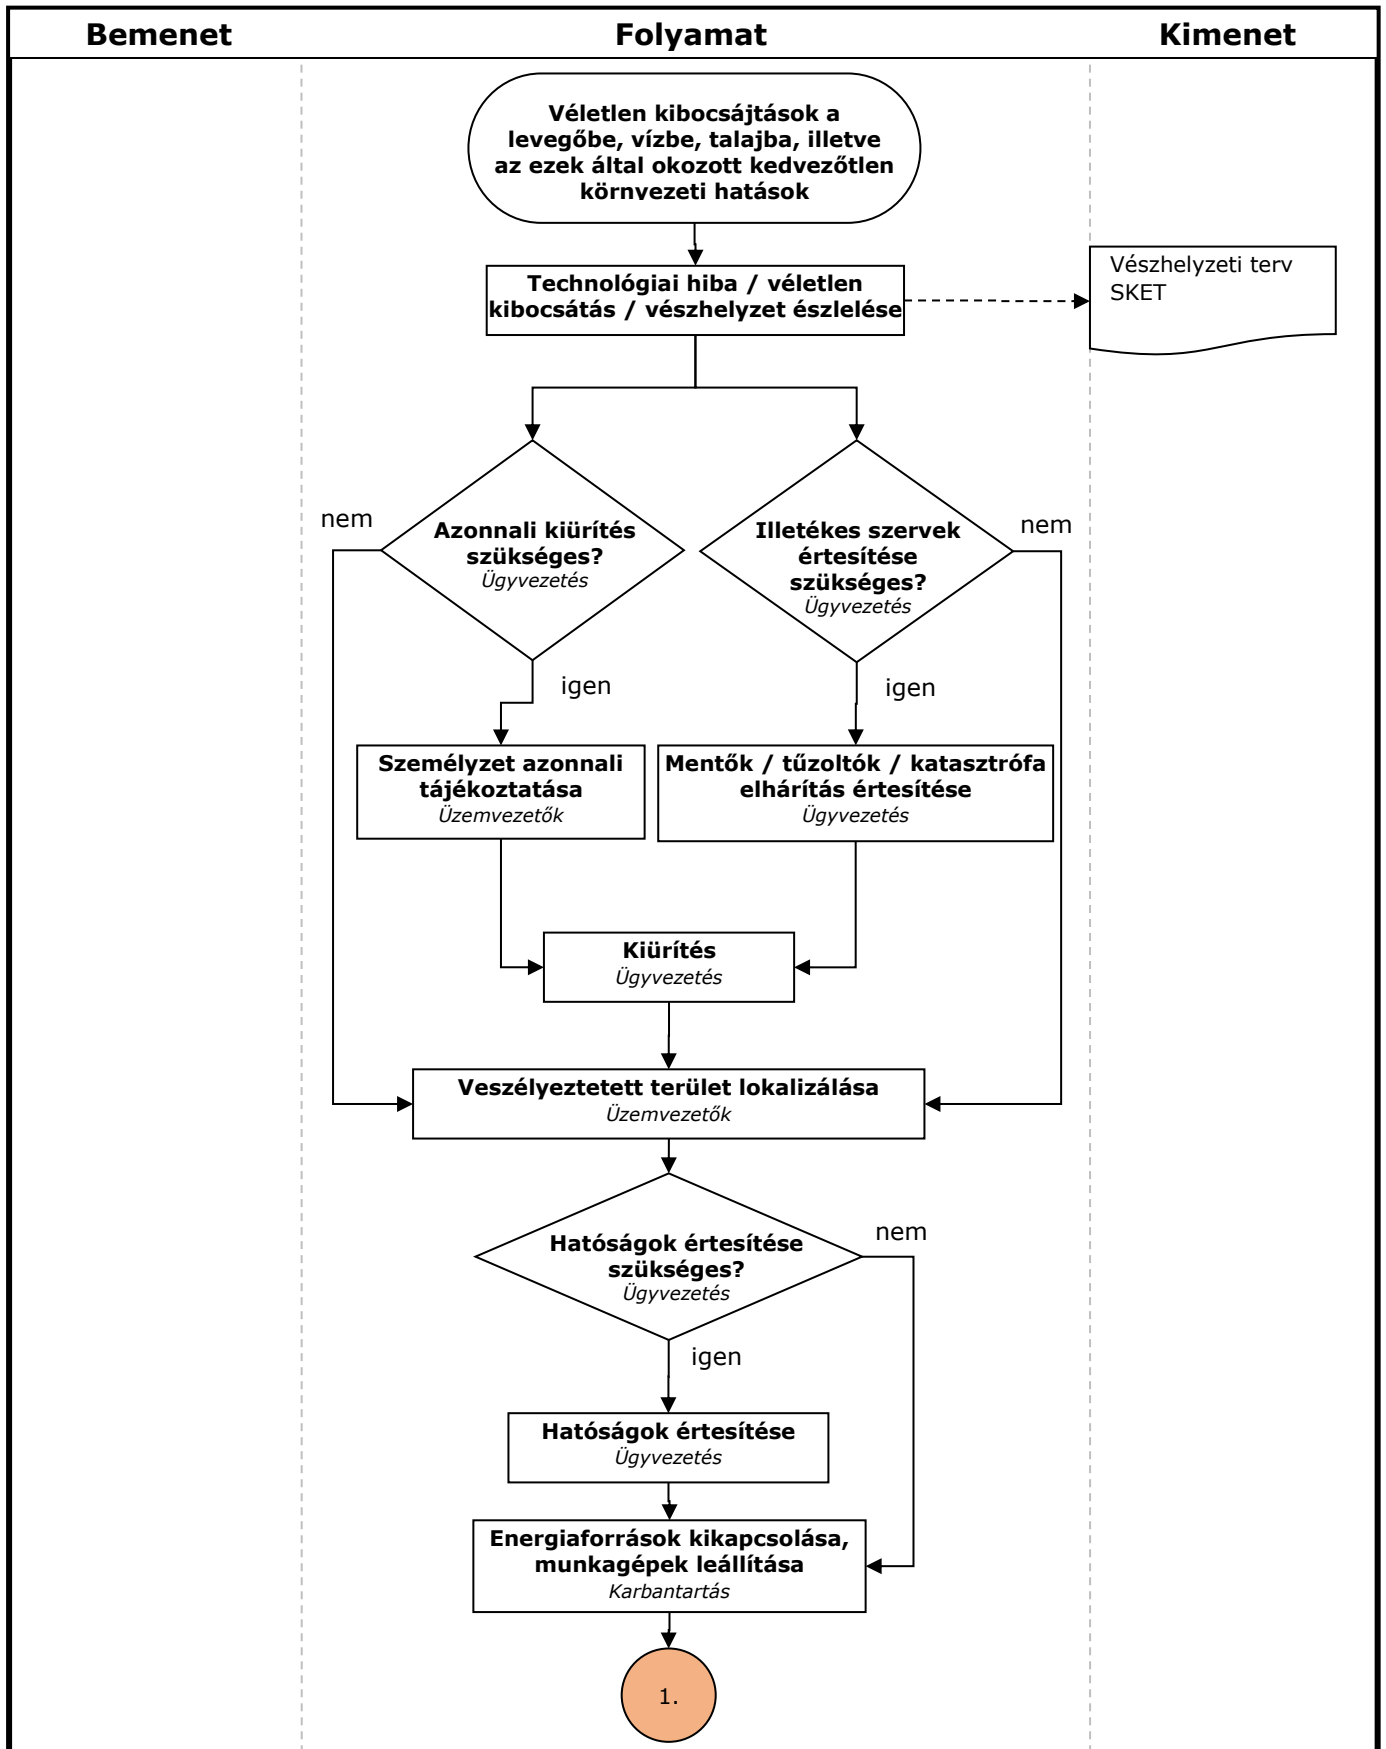 Bemenet
Folyamat
Kimenet
Véletlen kibocsájtások a
levegőbe, vízbe, talajba, illetve
az ezek által okozott kedvezőtlen
környezeti hatások
Technológiai hiba / véletlen
kibocsátás / vészhelyzet észlelése
Vészhelyzeti terv
SKET
nem
Azonnali kiürítés
szükséges?
Ügyvezetés
Illetékes szervek
értesítése
szükséges?
Ügyvezetés
nem
igen
igen
Személyzet azonnali
tájékoztatása
Üzemvezetők
Mentők / tűzoltók / katasztrófa
elhárítás értesítése
Ügyvezetés
Kiürítés
Ügyvezetés
Veszélyeztetett terület lokalizálása
Üzemvezetők
Hatóságok értesítése
szükséges?
Ügyvezetés
nem
igen
Hatóságok értesítése
Ügyvezetés
Energiaforrások kikapcsolása,
munkagépek leállítása
Karbantartás
1.